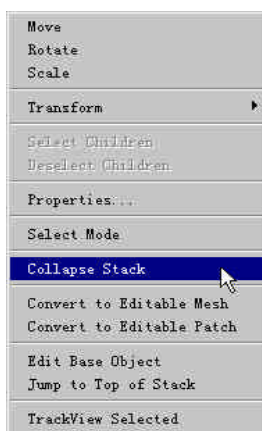 Move
Rotate
Scale
Transform
Select Children
Deselect Children
Properties...
Select Mode
Collapse Stack
Convert to Editable Mesh
Convert to Editable Patch
Edit Base Object
Jump to Top of Stack
TrackView Selected